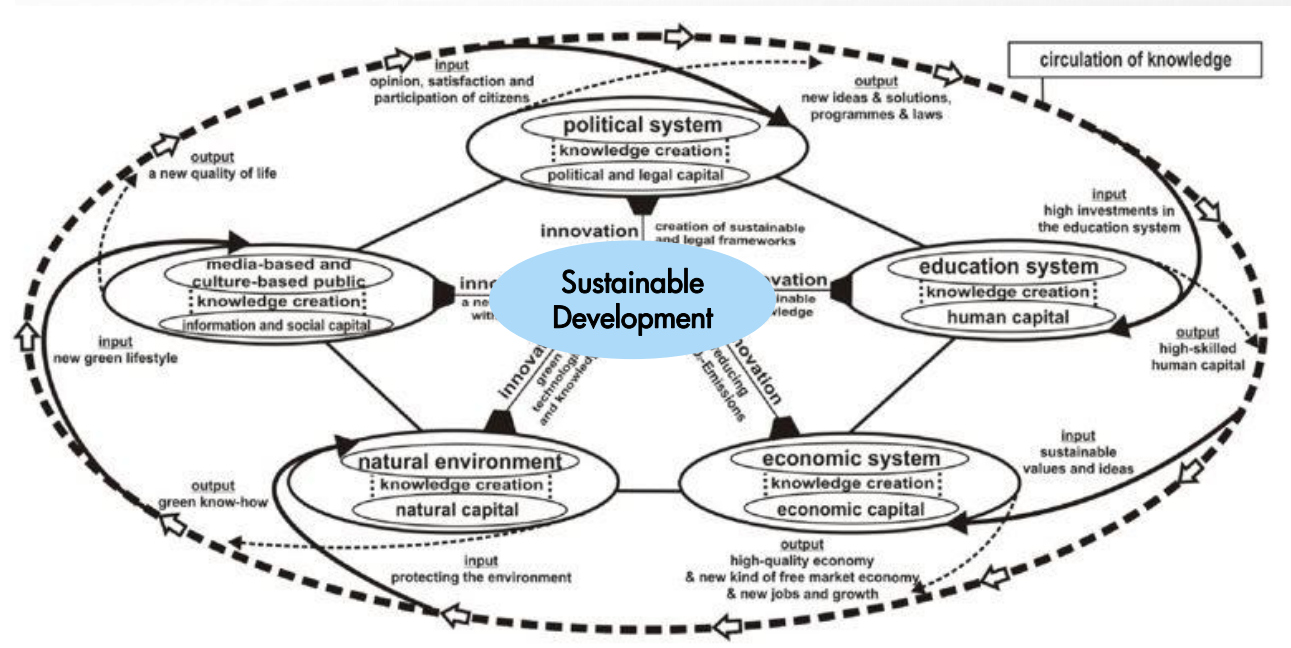 circulation of knowledge
input
opinion, satisfaction and
participation of citizens
output
new ideas & solutions,
programmes & laws
political system
knowledge creation
political and legal capital
output
a new quality of life
input
high investments in
the education system
innovation
creation of sustainable
and legal frameworks
media-based and
culture-based public
knowledge creation
information and social capital
Sustainable
Development
education system
knowledge creation
human capital
input
new green lifestyle
output
high-skilled
human capital
green
reducing
and
natural environment
knowledge creation
natural capital
economic system
knowledge creation
economic capital
input
sustainable
values and ideas
output
green know-how
input
protecting the environment
output
high-quality economy
& new kind of free market economy
& new jobs and growth